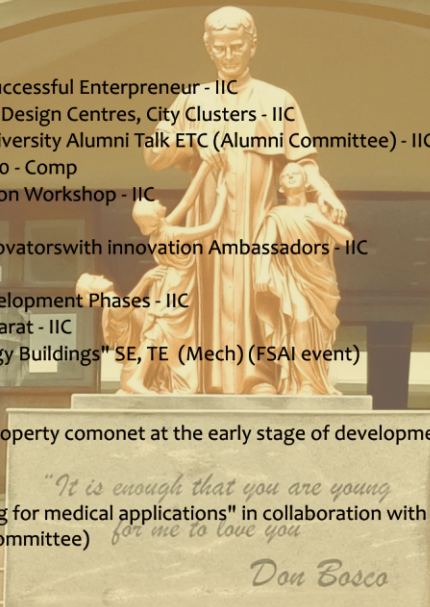 uccessful Enterpreneur - IIC
Design Centres, City Clusters - IIC
iversity Alumni Talk ETC (Alumni Committee) - IIC
0 - Comp
on Workshop - IIC
ovatorswith innovation Ambassadors - IIC
elopment Phases - IIC
arat - IIC
gy Buildings" SE, TE (Mech) (FSAI event)
operty comonet at the early stage of developme
"It is enough that you are young
g for medical applications" in collaboration with
for me to love you
ommittee)
Don Bosco